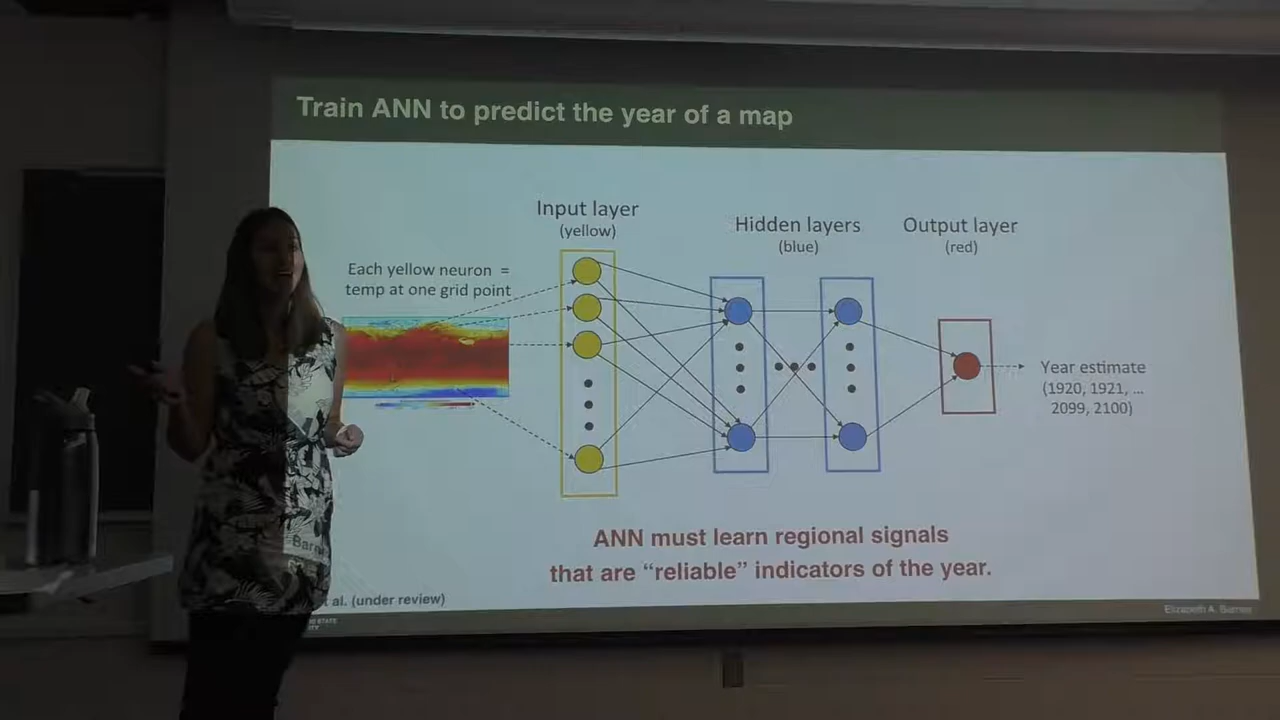 Train ANN to predict the year of a map
Input layer
(yellow)
Hidden layers
(blue)
Output layer
(red)
Each yellow neuron =
temp at one grid point
Year estimate
(1920, 1921, ...
2099, 2100)
ANN must learn regional signals
that are “reliable” indicators of the year.
Barn
al. (under review)
STATE
Elizabeth A. Barnes